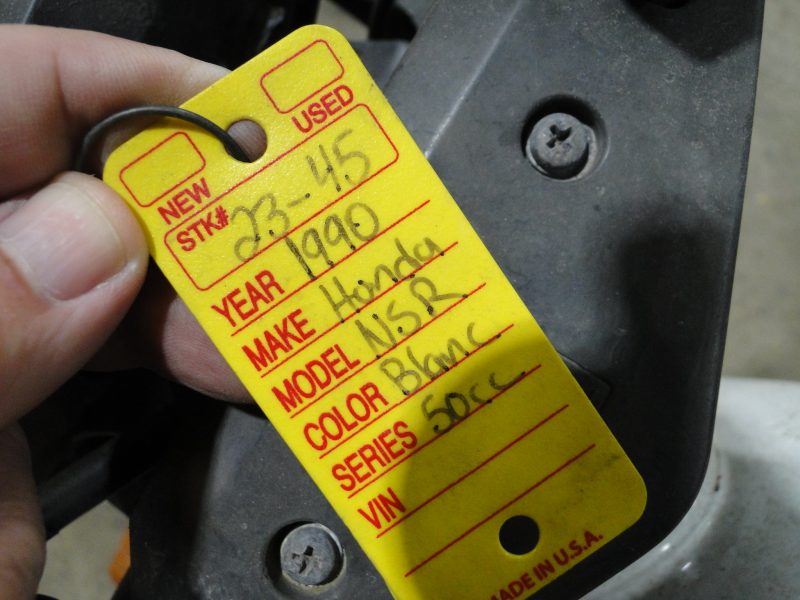 USED
NEW
STK# 23-45
YEAR 1990
MAKE Honda
MODEL NSR
COLOR Blanc
SERIES 50cc
VIN
MADE IN U.S.A.